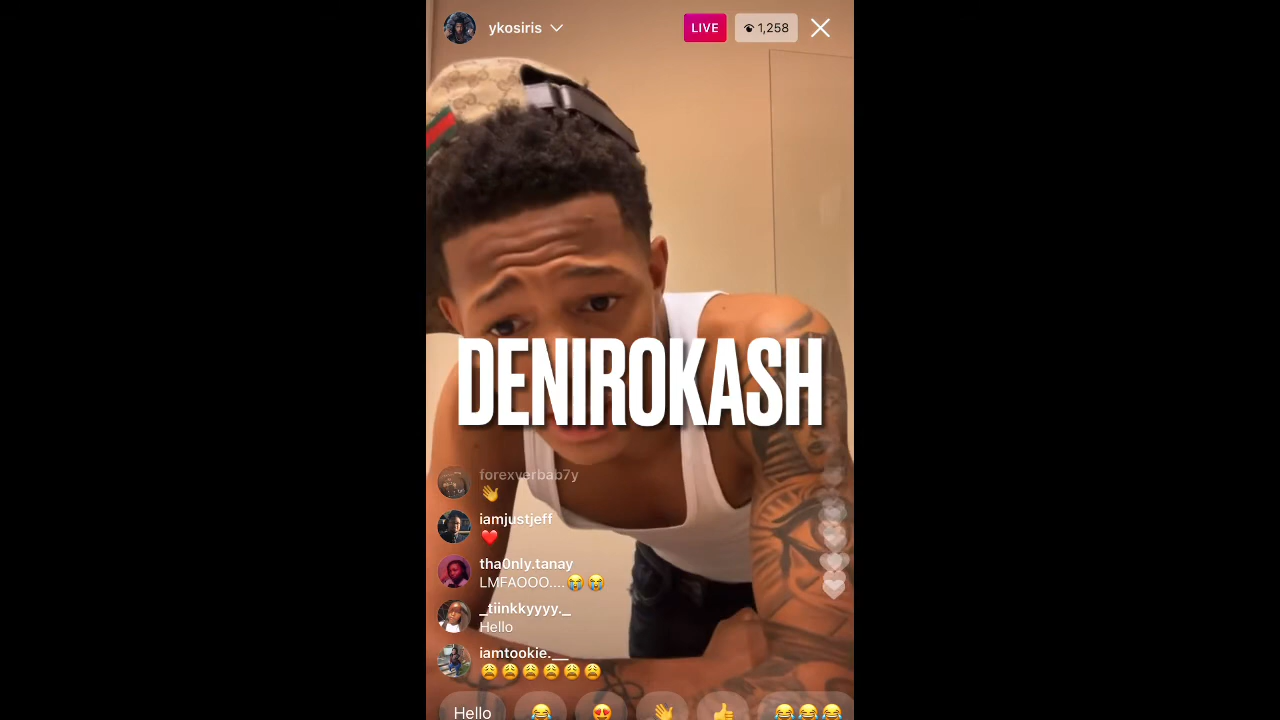 ykosiris
LIVE
1,258
DENIROKASH
forexverbab7y
👋
iamjustjeff
❤️
tha0nly.tanay
LMFAOOO....😭😭
_tiinkkyyyy._
Hello
iamtookie.__
😩😩😩😩😩😩
Hello 😂 😍 👋 👍 😂😂😂